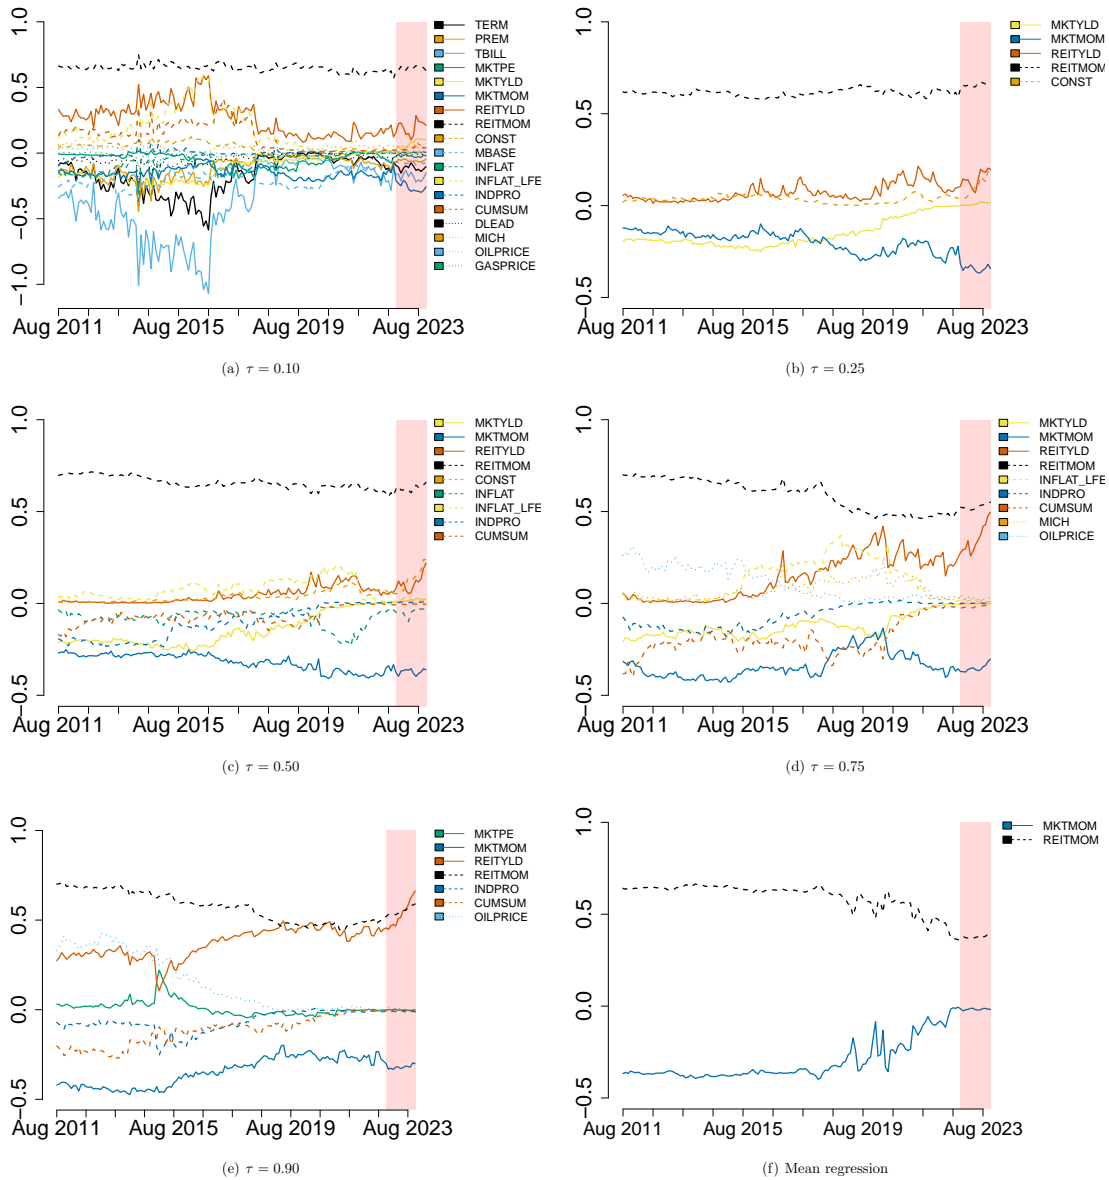 1.0
0.5
0.0
−0.5
−1.0
Aug 2011
Aug 2015
Aug 2019
Aug 2023
TERM
PREM
TBILL
MKTPE
MKTYLD
MKTMOM
REITYLD
REITMOM
CONST
MBASE
INFLAT
INFLAT_LFE
INDPRO
CUMSUM
DLEAD
MICH
OILPRICE
GASPRICE
(a) τ = 0.10
1.0
0.5
0.0
−0.5
Aug 2011
Aug 2015
Aug 2019
Aug 2023
MKTYLD
MKTMOM
REITYLD
REITMOM
CONST
(b) τ = 0.25
1.0
0.5
0.0
−0.5
Aug 2011
Aug 2015
Aug 2019
Aug 2023
MKTYLD
MKTMOM
REITYLD
REITMOM
CONST
INFLAT
INFLAT_LFE
INDPRO
CUMSUM
(c) τ = 0.50
1.0
0.5
0.0
−0.5
Aug 2011
Aug 2015
Aug 2019
Aug 2023
MKTYLD
MKTMOM
REITYLD
REITMOM
INFLAT_LFE
INDPRO
CUMSUM
MICH
OILPRICE
(d) τ = 0.75
1.0
0.5
0.0
−0.5
Aug 2011
Aug 2015
Aug 2019
Aug 2023
MKTPE
MKTMOM
REITYLD
REITMOM
INDPRO
CUMSUM
OILPRICE
(e) τ = 0.90
1.0
0.5
0.0
−0.5
Aug 2011
Aug 2015
Aug 2019
Aug 2023
MKTMOM
REITMOM
(f) Mean regression